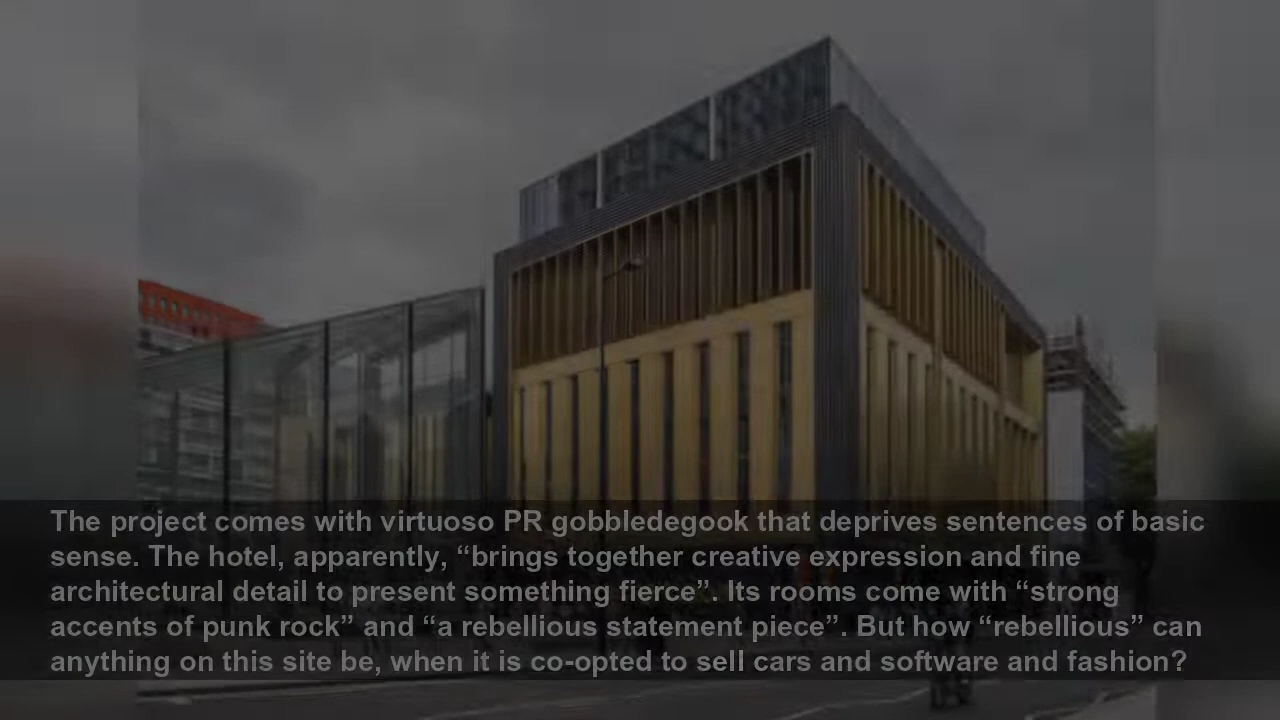 The project comes with virtuoso PR gobbledegook that deprives sentences of basic
sense. The hotel, apparently, “brings together creative expression and fine
architectural detail to present something fierce”. Its rooms come with “strong
accents of punk rock” and “a rebellious statement piece”. But how “rebellious” can
anything on this site be, when it is co-opted to sell cars and software and fashion?